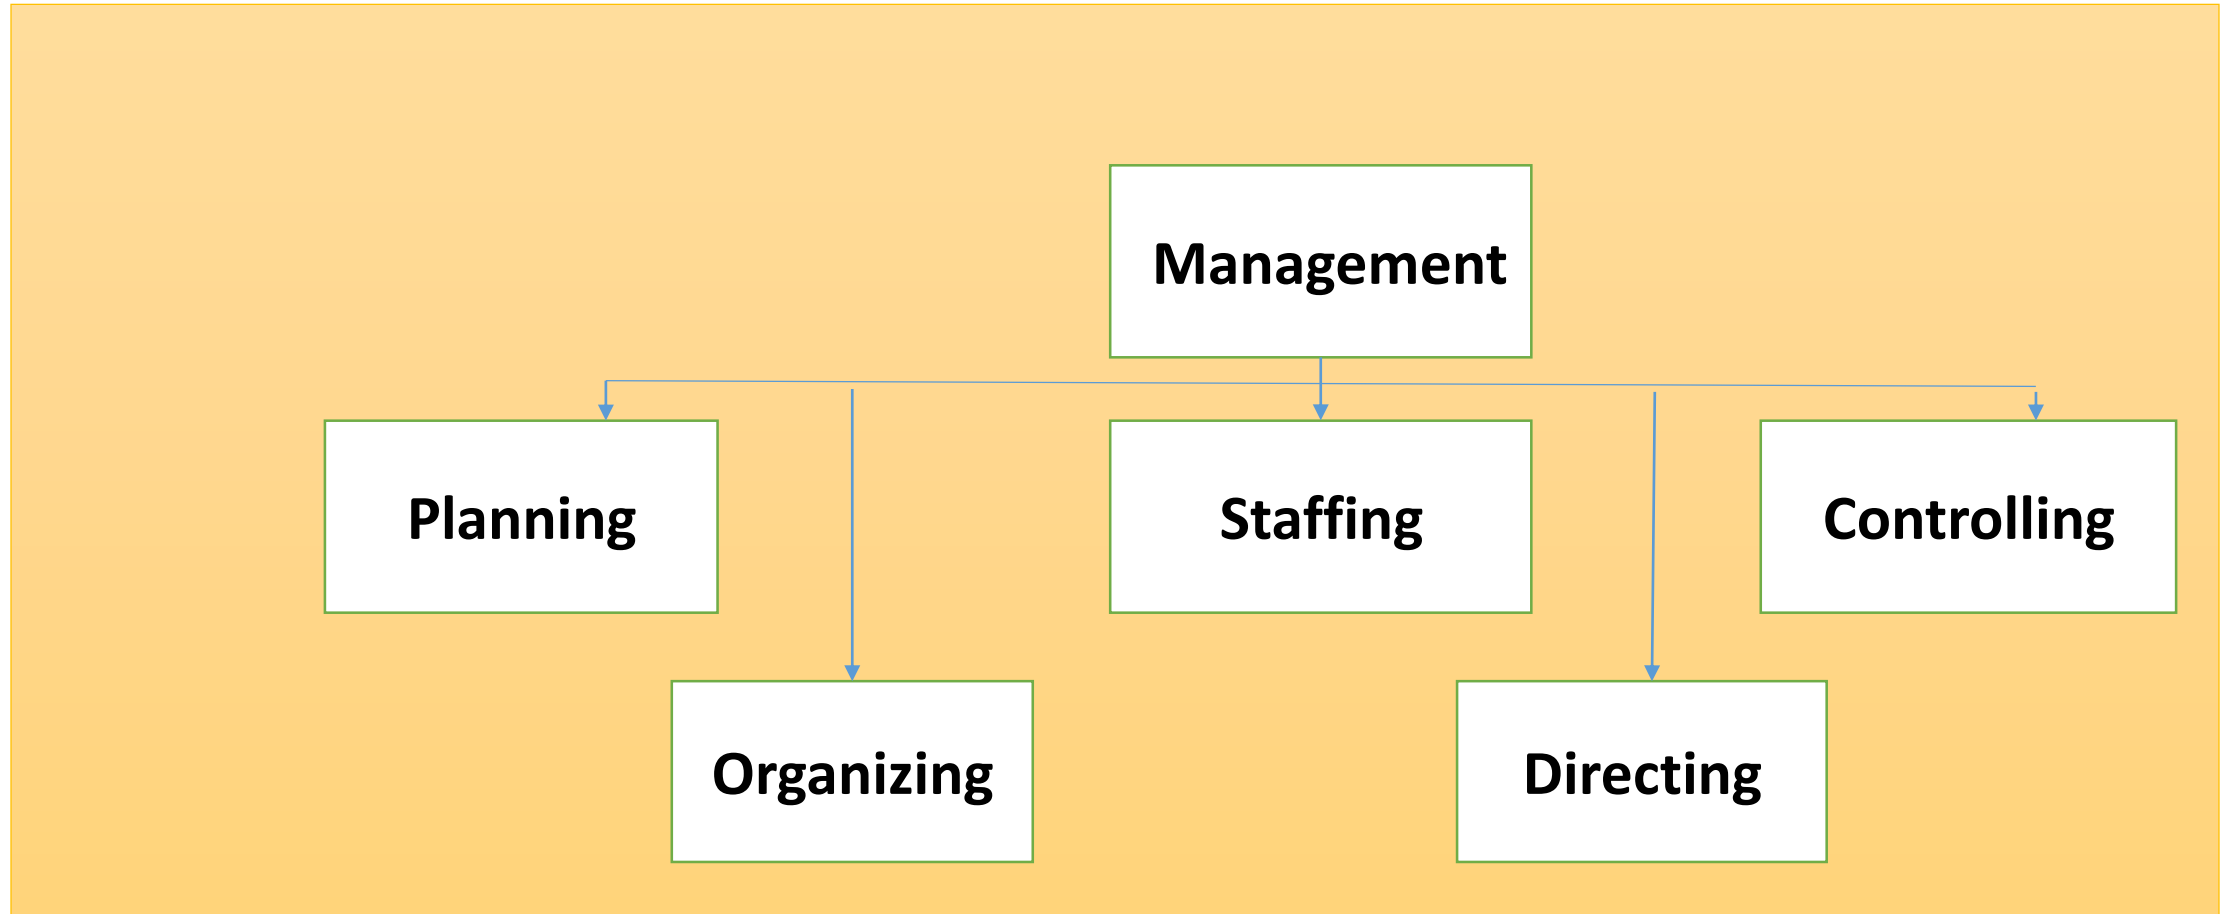 Management
Planning
Staffing
Controlling
Organizing
Directing